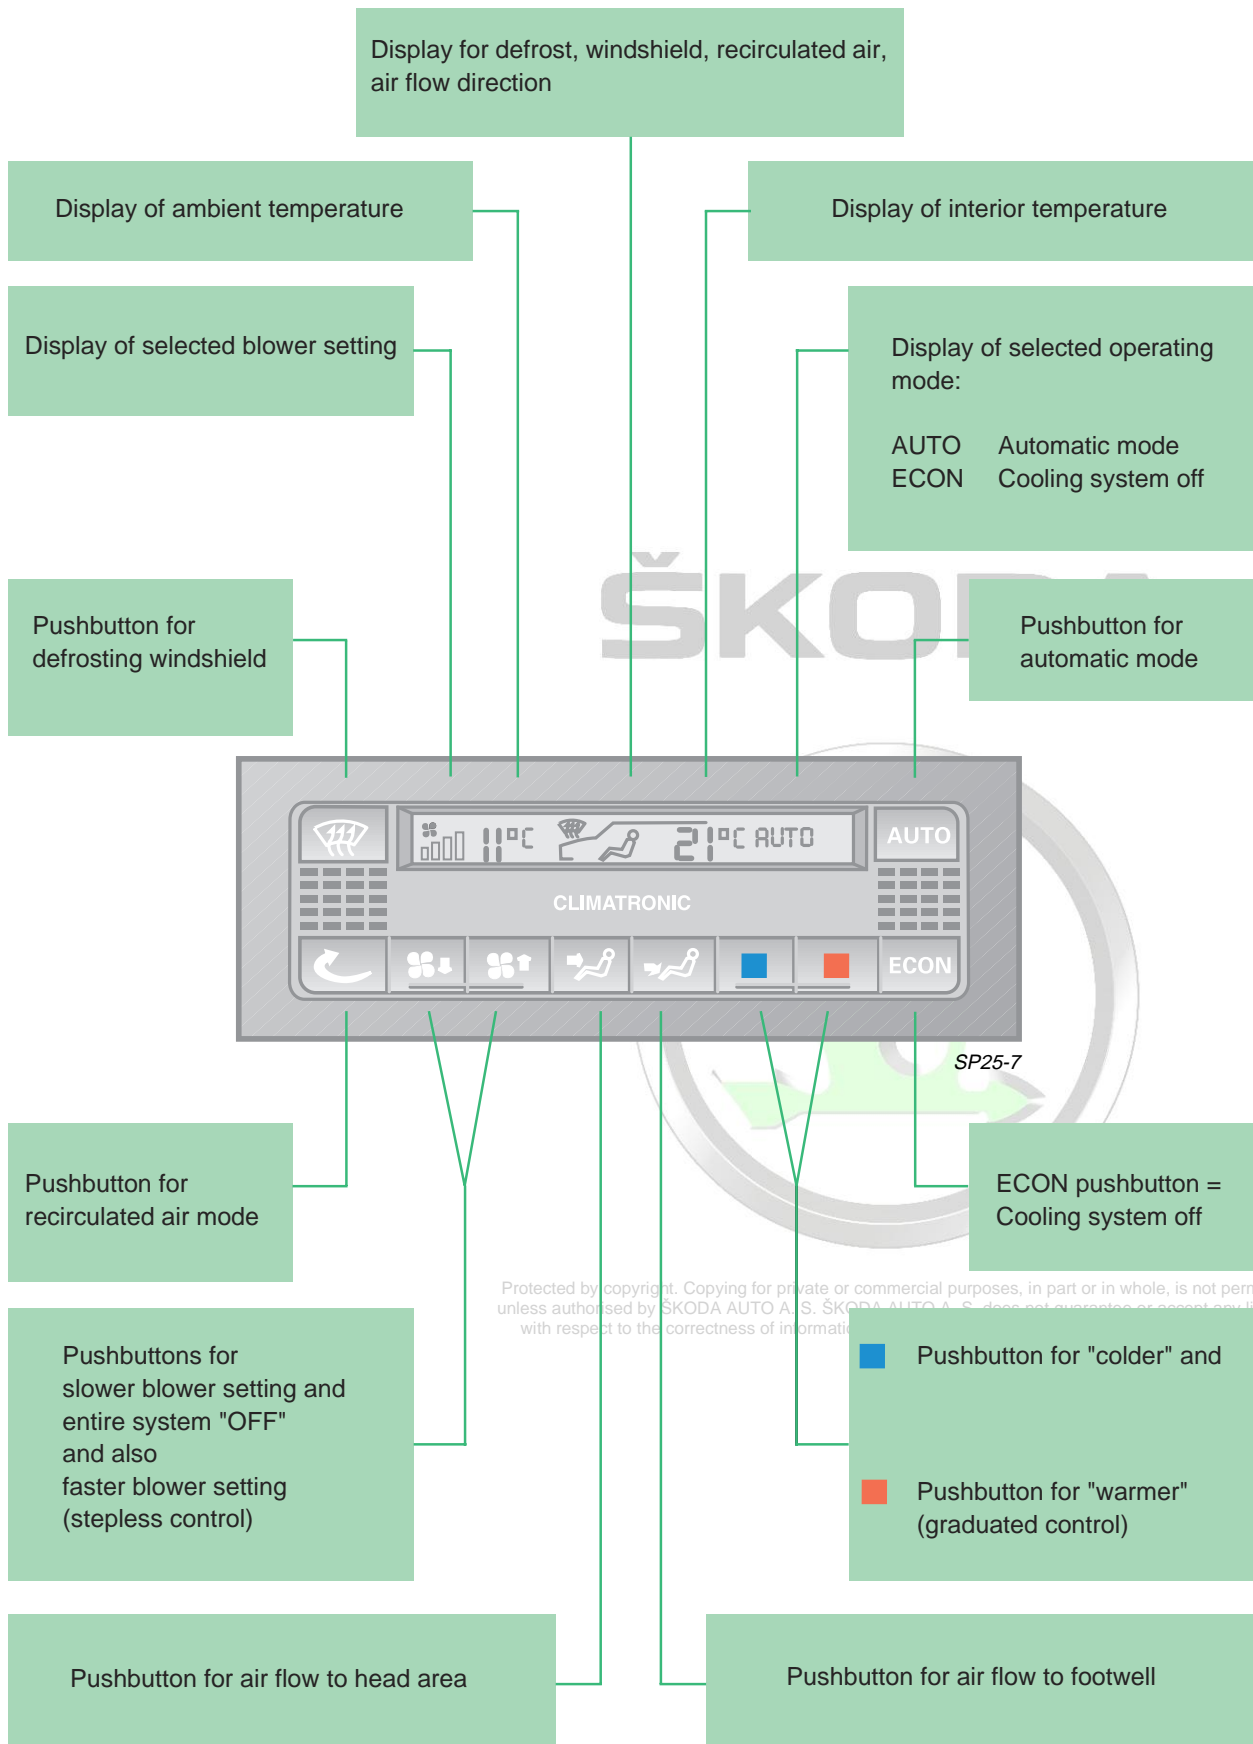 Display for defrost, windshield, recirculated air,
air flow direction
Display of ambient temperature
Display of interior temperature
Display of selected blower setting
Display of selected operating
mode:
AUTO Automatic mode
ECON Cooling system off
Pushbutton for
defrosting windshield
Pushbutton for
automatic mode
11°C
21°C AUTO
AUTO
CLIMATRONIC
ECON
SP25-7
Pushbutton for
recirculated air mode
ECON pushbutton =
Cooling system off
Protected by copyright. Copying for private or commercial purposes, in part or in whole, is not
unless authorised by ŠKODA AUTO A. S. ŠKODA AUTO A. S. does not guarantee or accept any
with respect to the correctness of
Pushbuttons for
slower blower setting and
entire system "OFF"
and also
faster blower setting
(stepless control)
Pushbutton for "colder" and
Pushbutton for "warmer"
(graduated control)
Pushbutton for air flow to head area
Pushbutton for air flow to footwell